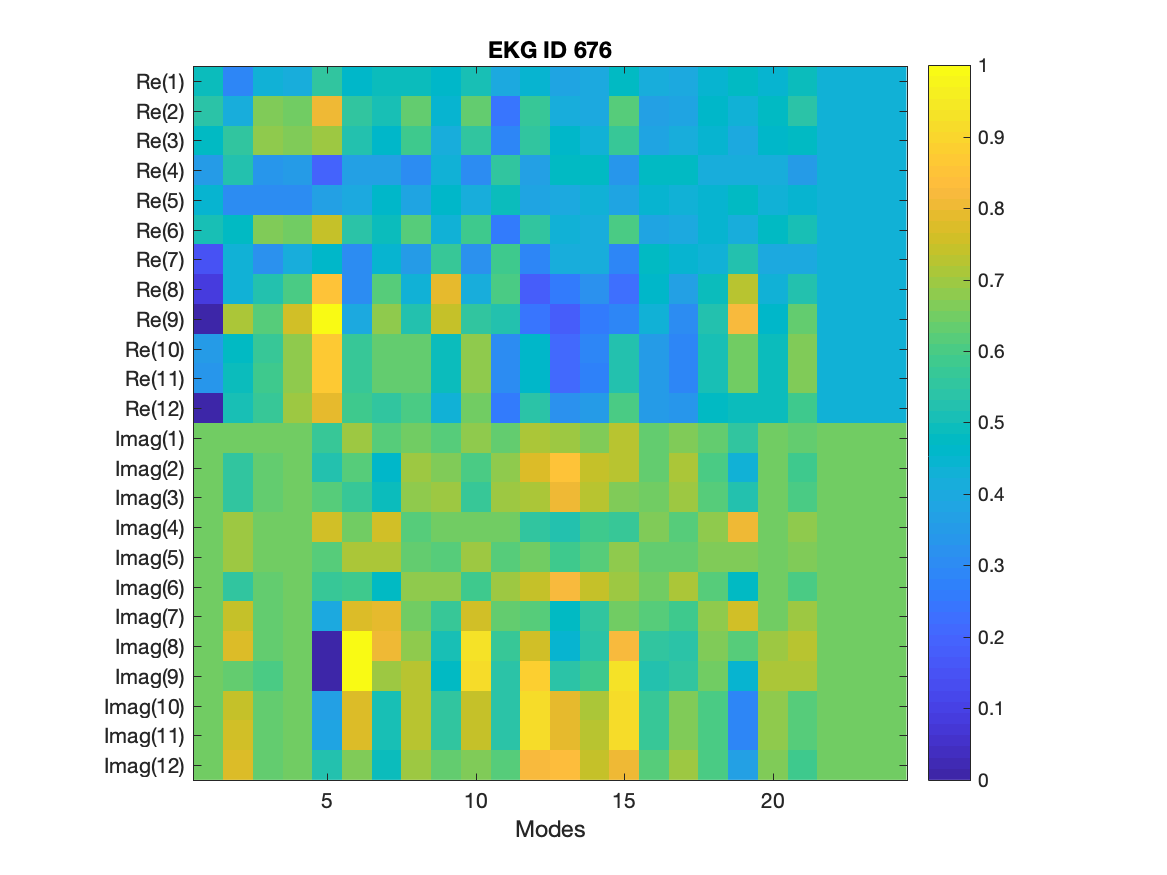 EKG ID 676
Re(1)
Re(2)
Re(3)
Re(4)
Re(5)
Re(6)
Re(7)
Re(8)
Re(9)
Re(10)
Re(11)
Re(12)
Imag(1)
Imag(2)
Imag(3)
Imag(4)
Imag(5)
Imag(6)
Imag(7)
Imag(8)
Imag(9)
Imag(10)
Imag(11)
Imag(12)
5 10 15 20
Modes
1
0.9
0.8
0.7
0.6
0.5
0.4
0.3
0.2
0.1
0